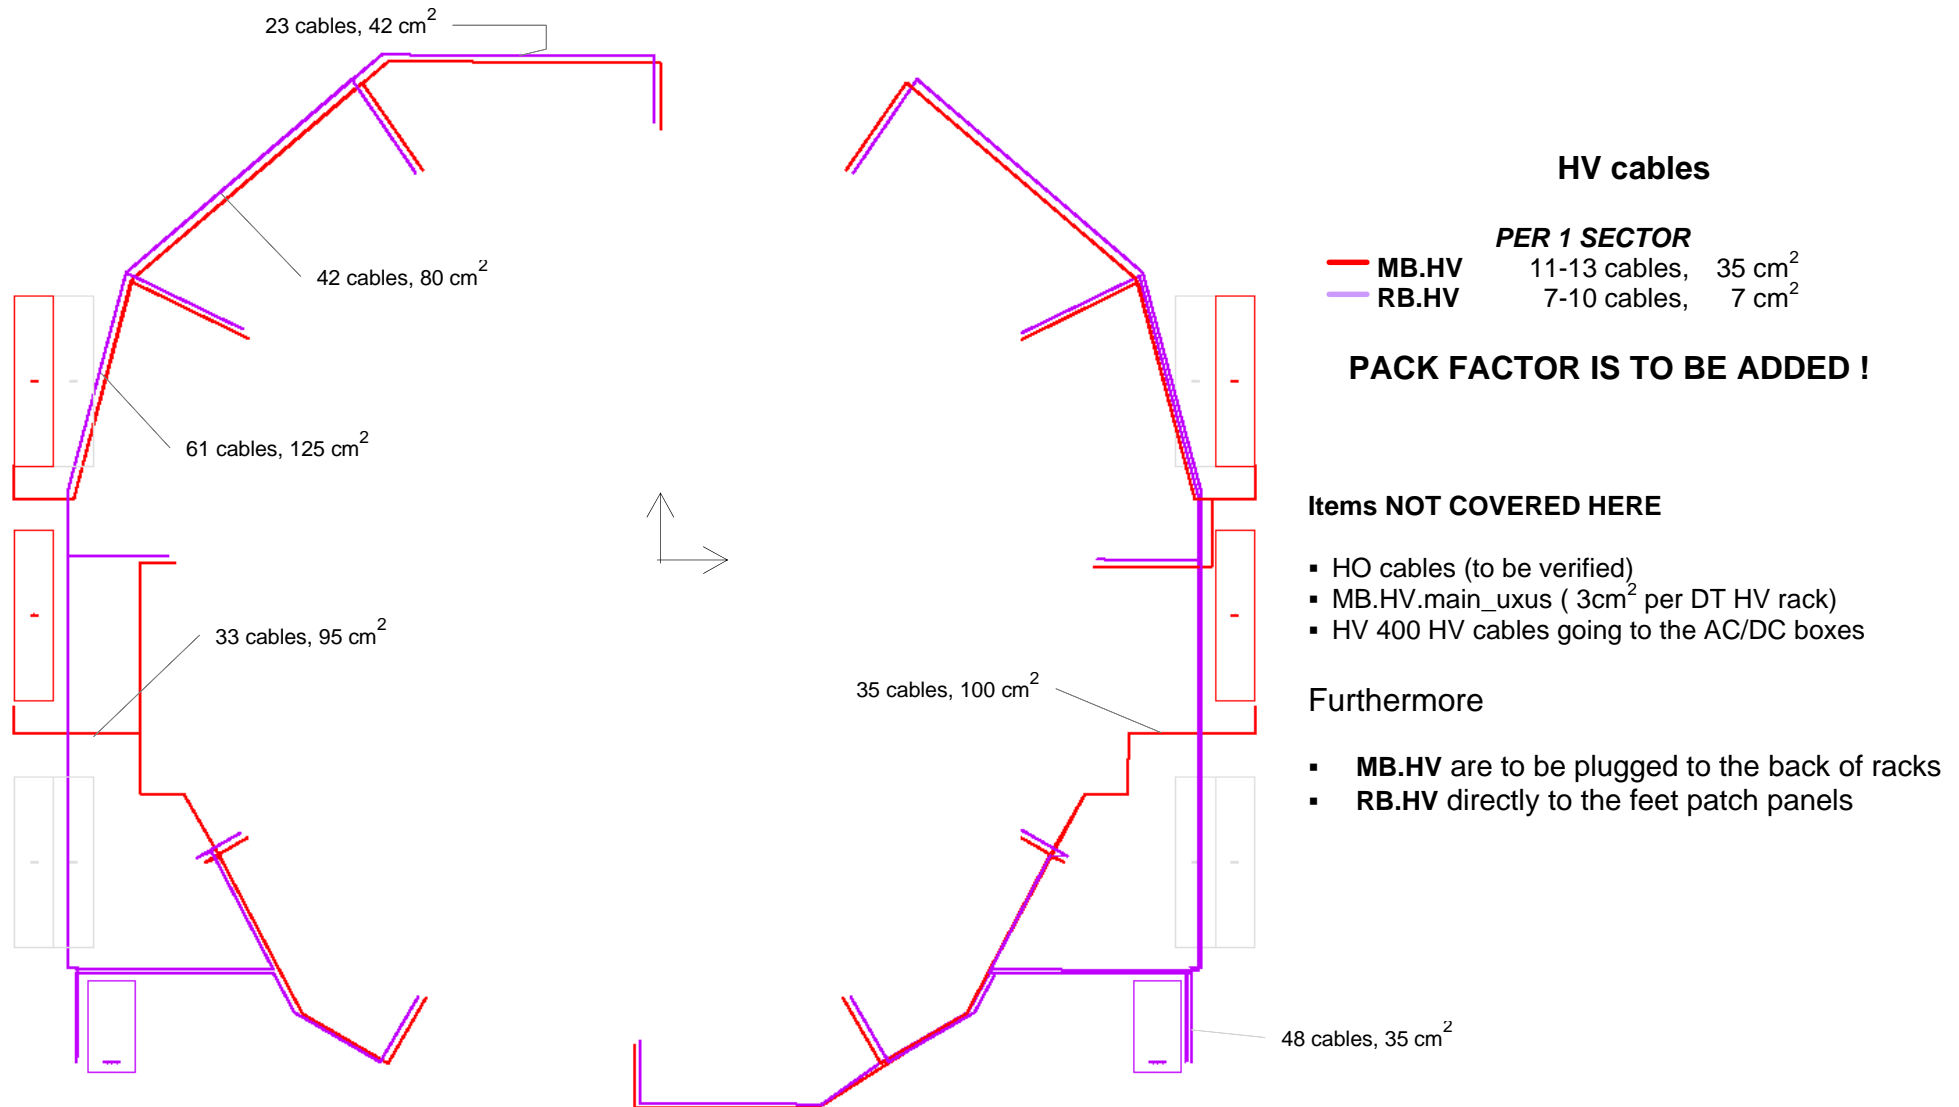 23 cables, 42 cm²
42 cables, 80 cm²
61 cables, 125 cm²
33 cables, 95 cm²
35 cables, 100 cm²
48 cables, 35 cm²
HV cables
PER 1 SECTOR
MB.HV 11-13 cables, 35 cm²
RB.HV 7-10 cables, 7 cm²
PACK FACTOR IS TO BE ADDED !
Items NOT COVERED HERE
▪ HO cables (to be verified)
▪ MB.HV.main_uxus ( 3cm² per DT HV rack)
▪ HV 400 HV cables going to the AC/DC boxes
Furthermore
▪ MB.HV are to be plugged to the back of racks
▪ RB.HV directly to the feet patch panels